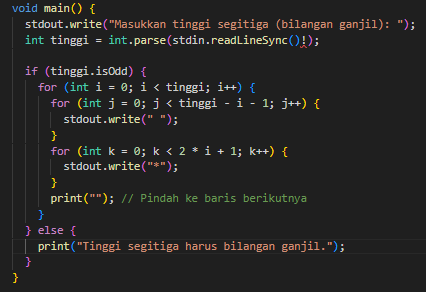 void main() {
  stdout.write("Masukkan tinggi segitiga (bilangan ganjil): ");
  int tinggi = int.parse(stdin.readLineSync()!);

  if (tinggi.isOdd) {
    for (int i = 0; i < tinggi; i++) {
      for (int j = 0; j < tinggi - i - 1; j++) {
        stdout.write(" ");
      }
      for (int k = 0; k < 2 * i + 1; k++) {
        stdout.write("*");
      }
      print(""); // Pindah ke baris berikutnya
    }
  } else {
    print("Tinggi segitiga harus bilangan ganjil.");
  }
}